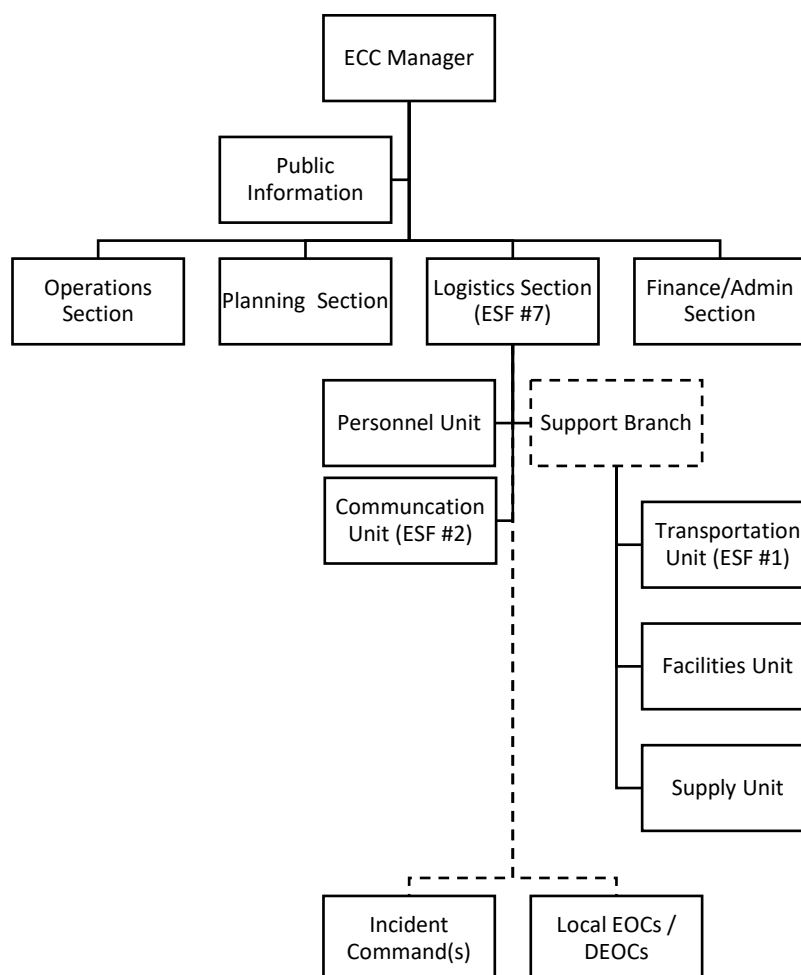 ECC Manager
Public
Information
Operations
Section
Planning  Section
Logistics Section
(ESF #7)
Finance/Admin
Section
Personnel Unit
Support Branch
Communcation
Unit (ESF #2)
Transportation
Unit (ESF #1)
Facilities Unit
Supply Unit
Incident
Command(s)
Local EOCs /
DEOCs